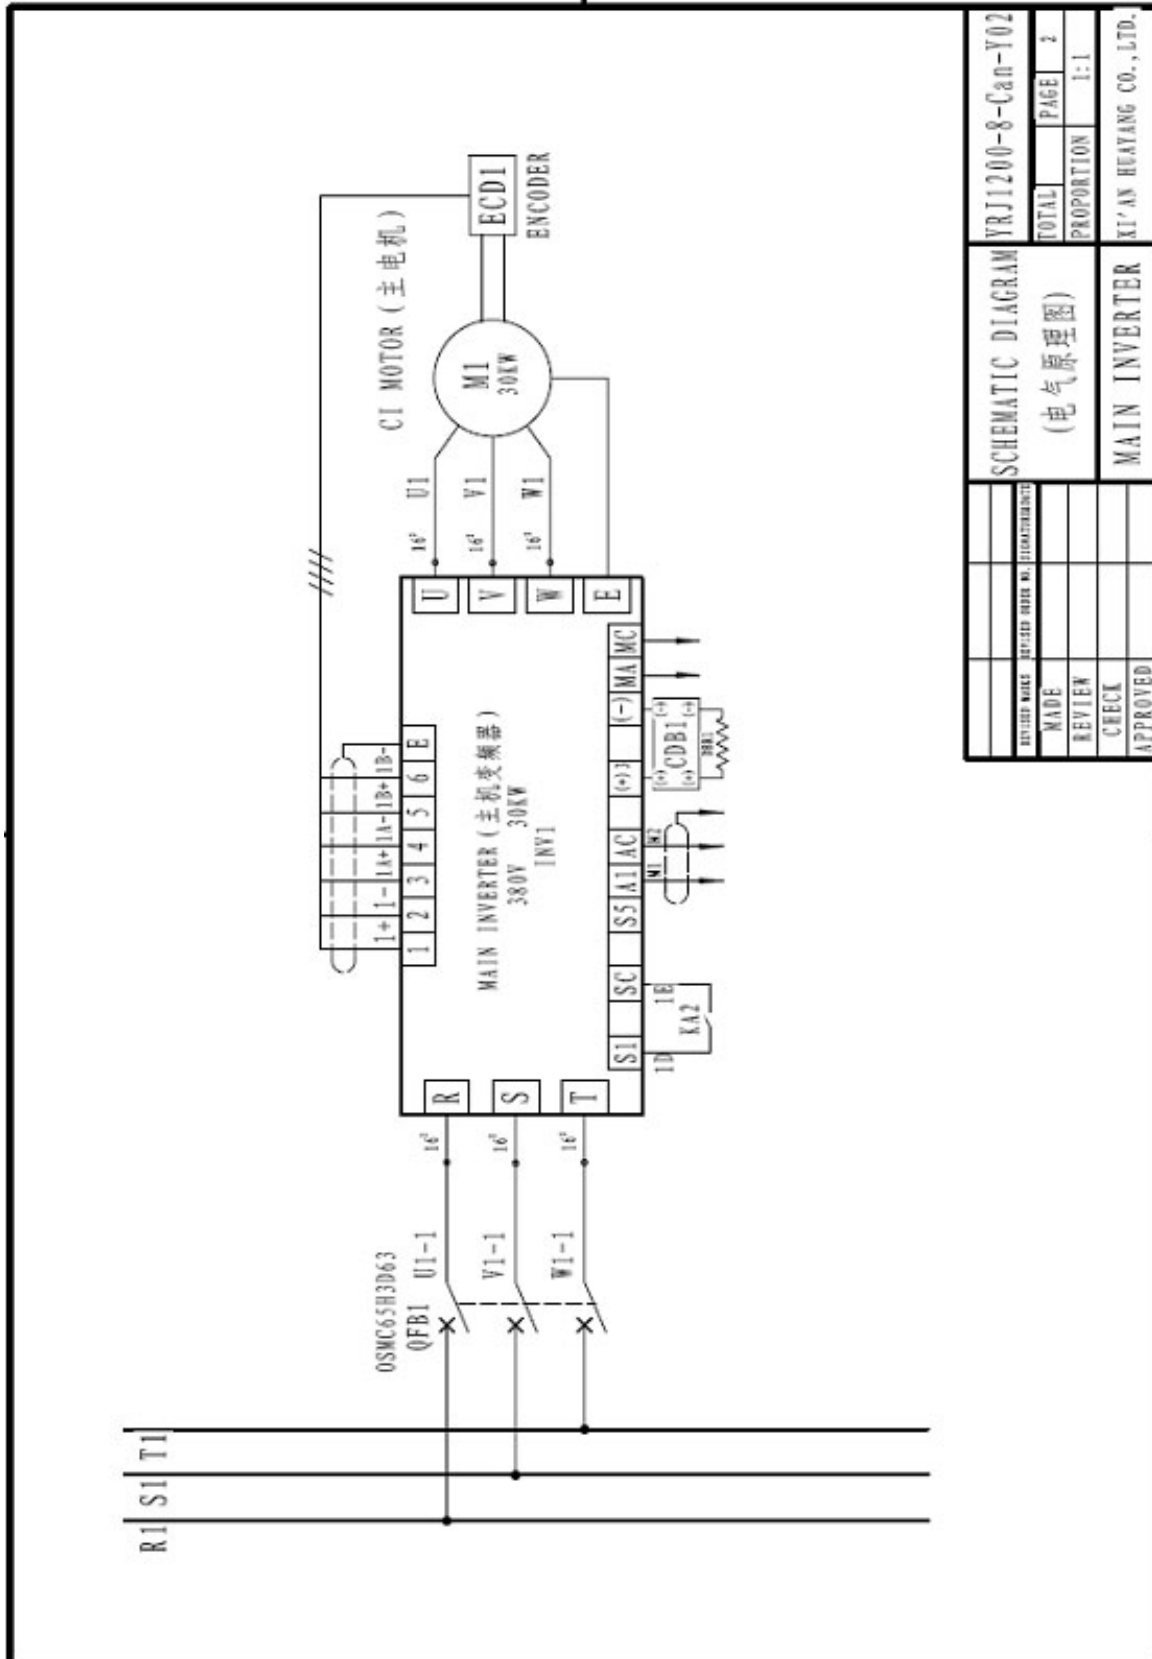 R1
S1
T1
OSMC65H3D63
QFB1
U1-1
V1-1
W1-1
16²
16²
16²
R
S
T
1+
1-
1A+
1A-
1B+
1B-
1
2
3
4
5
6
E
MAIN INVERTER(主机变频器)
380V 30KW
INV1
S1
SC
S5
A1
AC
(+)3
(-)
MA
MC
1D
1E
KA2
M1
M2
(+)
(-)
CDB1
(+)
(-)
DBR1
U
V
W
E
16²
16²
16²
U1
V1
W1
CI MOTOR(主电机)
M1
30KW
ECD1
ENCODER
REVISED MARKS
MADE
REVIEW
CHECK
APPROVED
SCHEMATIC DIAGRAM
(电气原理图)
MAIN INVERTER
YRJ1200-8-Can-Y02
TOTAL PAGE 2
PROPORTION 1:1
XI'AN HUAYANG CO.,LTD.